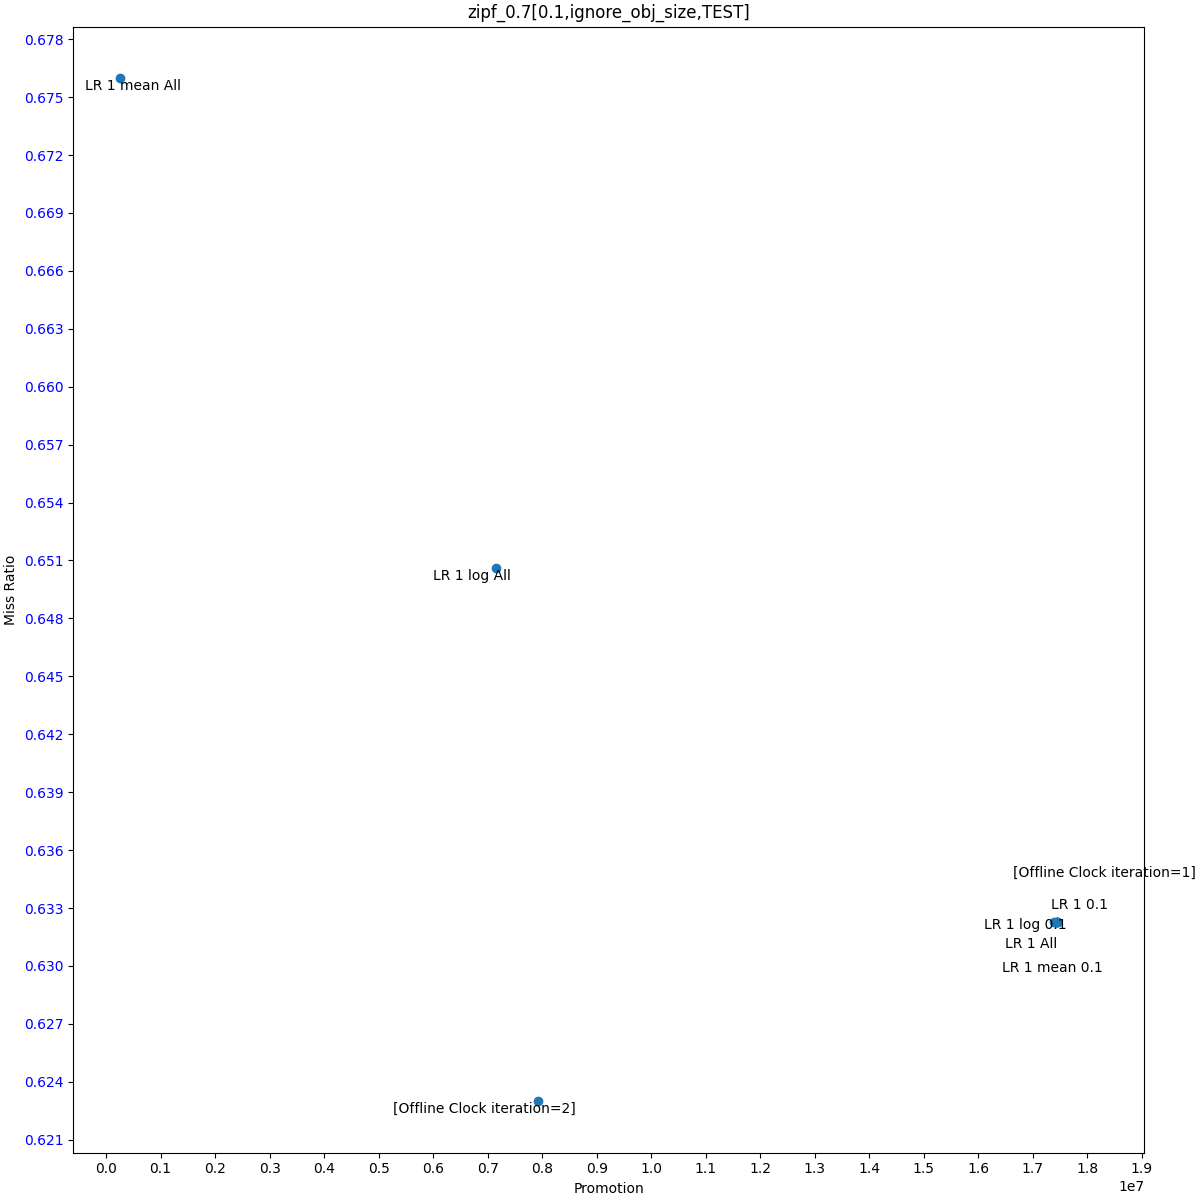 zipf_0.7[0.1,ignore_obj_size,TEST]
0.678
LR 1 mean All
0.675
0.672
0.669
0.666
0.663
0.660
0.657
0.654
0.651
LR 1 log All
0.648
0.645
0.642
0.639
0.636
[Offline Clock iteration=1]
0.633
LR 1 0.1
LR 1 log 0.1
LR 1 All
0.630
LR 1 mean 0.1
0.627
0.624
[Offline Clock iteration=2]
0.621
Miss Ratio
0.0 0.1 0.2 0.3 0.4 0.5 0.6 0.7 0.8 0.9 1.0 1.1 1.2 1.3 1.4 1.5 1.6 1.7 1.8 1.9
1e7
Promotion